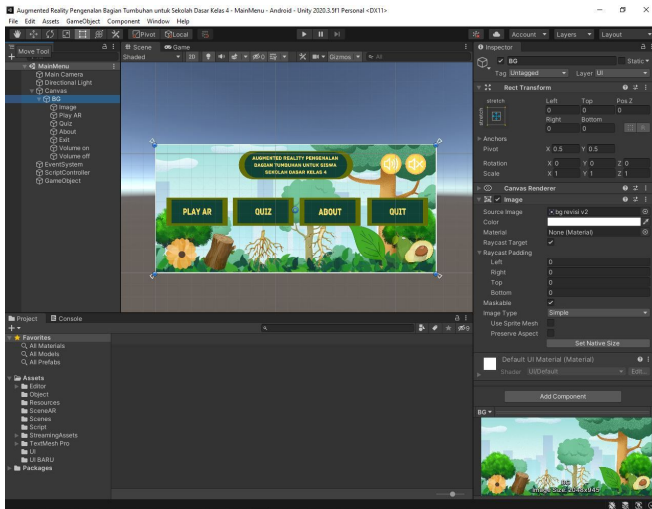 Augmented Reality Pengenalan Bagian Tumbuhan untuk Sekolah Dasar Kelas 4 - MainMenu - Android - Unity 2020.3.5f1 Personal <DX11>
File Edit Assets GameObject Component Window Help
Pivot Local Account Layers Layout
Move Tool
MainMenu
Main Camera
Directional Light
Canvas
BG
Image
Play AR
Quiz
About
Exit
Volume on
Volume off
EventSystem
ScriptController
GameObject
Scene Game
Shaded 2D 0 Gizmos All
AUGMENTED REALITY PENGENALAN
BAGIAN TUMBUHAN UNTUK SISWA
SEKOLAH DASAR KELAS 4
PLAY AR QUIZ ABOUT QUIT
Inspector
BG Static
Tag Untagged Layer UI
Rect Transform
stretch Left Top Pos Z
stretch 0 0 0
Right Bottom
0 0 R
Anchors
Pivot X 0.5 Y 0.5
Rotation X 0 Y 0 Z 0
Scale X 1 Y 1 Z 1
Canvas Renderer
Image
Source Image bg revisi v2
Color
Material None (Material)
Raycast Target
Raycast Padding
Left 0
Right 0
Top 0
Bottom 0
Maskable
Image Type Simple
Use Sprite Mesh
Preserve Aspect
Set Native Size
Default UI Material (Material)
Shader UI/Default Edit...
Add Component
BG
BG
Image Size: 2048x945
Project Console
9
Favorites
All Materials
All Models
All Prefabs
Assets
Editor
Object
Resources
SceneAR
Scenes
Script
StreamingAssets
TextMesh Pro
UI
UI BARU
Packages